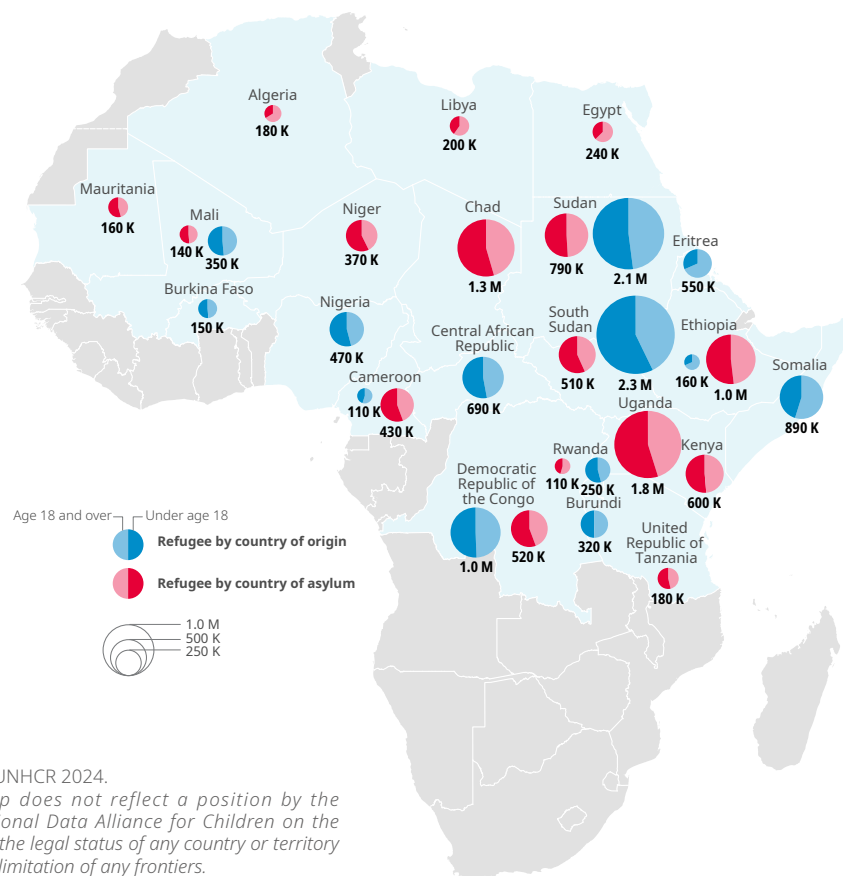 Algeria
180 K
Libya
200 K
Egypt
240 K
Mauritania
160 K
Mali
140 K
350 K
Niger
370 K
Chad
1.3 M
Sudan
790 K
2.1 M
Eritrea
550 K
Burkina Faso
150 K
Nigeria
470 K
Central African
Republic
690 K
South
Sudan
510 K
2.3 M
Ethiopia
160 K
1.0 M
Somalia
890 K
Cameroon
110 K
430 K
Uganda
1.8 M
Kenya
600 K
Rwanda
110 K
250 K
Democratic
Republic of
the Congo
1.0 M
520 K
Burundi
320 K
United
Republic of
Tanzania
180 K
Age 18 and over
Under age 18
Refugee by country of origin
Refugee by country of asylum
1.0 M
500 K
250 K
UNHCR 2024.
p does not reflect a position by the
ional Data Alliance for Children on the
the legal status of any country or territory
limitation of any frontiers.